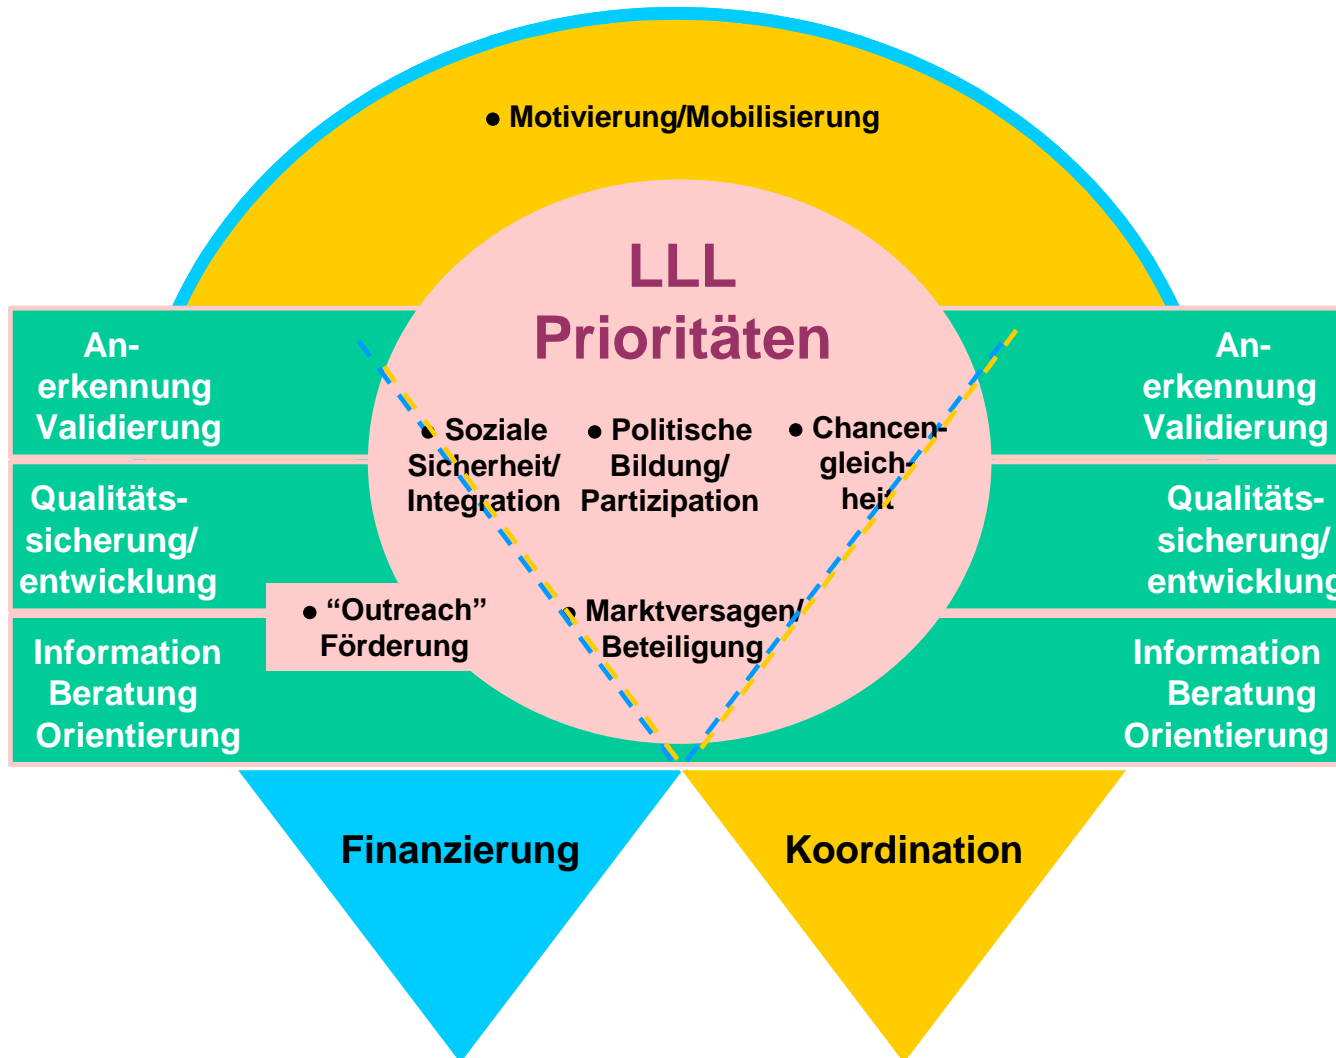 ● Motivierung/Mobilisierung
LLL
Prioritäten
An-
erkennung
Validierung
An-
erkennung
Validierung
● Soziale
Sicherheit/
Integration
● Politische
Bildung/
Partizipation
● Chancen-
gleich-
heit
Qualitäts-
sicherung/
entwicklung
Qualitäts-
sicherung/
entwicklung
● “Outreach”
Förderung
● Marktversagen/
Beteiligung
Information
Beratung
Orientierung
Information
Beratung
Orientierung
Finanzierung
Koordination